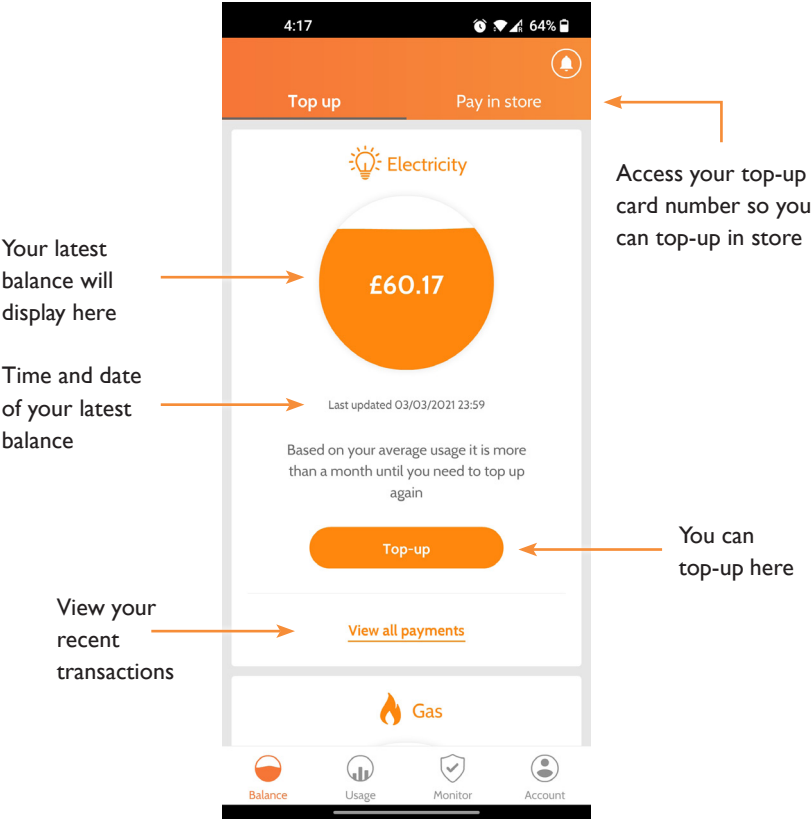 4:17
R 64%
Top up
Pay in store
Electricity
Access your top-up
card number so you
can top-up in store
Your latest
balance will
display here
£60.17
Time and date
of your latest
balance
Last updated 03/03/2021 23:59
Based on your average usage it is more
than a month until you need to top up
again
Top-up
You can
top-up here
View your
recent
transactions
View all payments
Gas
Balance
Usage
Monitor
Account